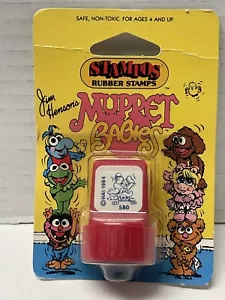 SAFE, NON-TOXIC. FOR AGES 4 AND UP.
STAMPOS
RUBBER STAMPS
Jim
Henson's
MUPPET
BABIES
©HA! 1984
580